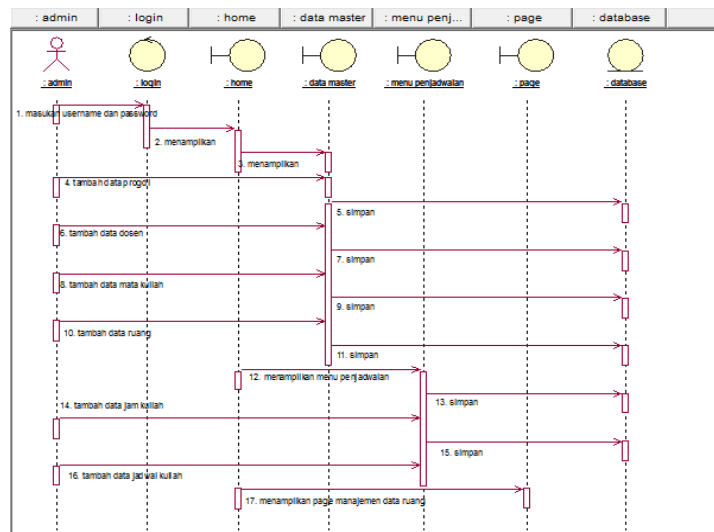 : admin
: login
: home
: data master
: menu penj...
: page
: database
: admin
: login
: home
: data master
: menu penjadwalan
: page
: database
1. masukan username dan password
2. menampilkan
3. menampilkan
4. tambah data progdi
5. simpan
6. tambah data dosen
7. simpan
8. tambah data mata kuliah
9. simpan
10. tambah data ruang
11. simpan
12. menampilkan menu penjadwalan
13. simpan
14. tambah data jam kuliah
15. simpan
16. tambah data jadwal kuliah
17. menampilkan page manajemen data ruang